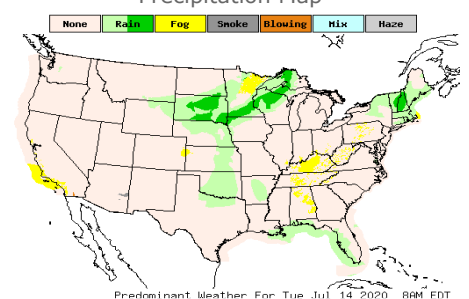 Precipitation Map
None Rain Fog Smoke Blowing Mix Haze
Predominant Weather For Tue Jul 14 2020 8AM EDT